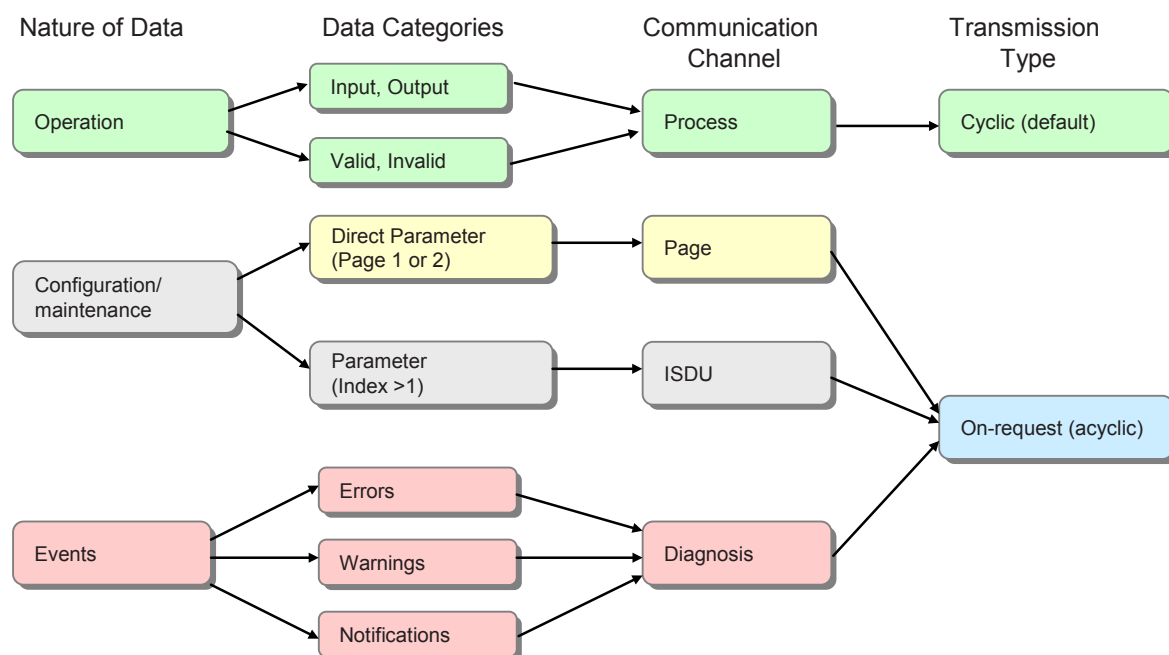 Nature of Data
Data Categories
Communication
Channel
Transmission
Type
Operation
Input, Output
Valid, Invalid
Process
Cyclic (default)
Configuration/
maintenance
Direct Parameter
(Page 1 or 2)
Page
Parameter
(Index >1)
ISDU
On-request (acyclic)
Events
Errors
Warnings
Notifications
Diagnosis